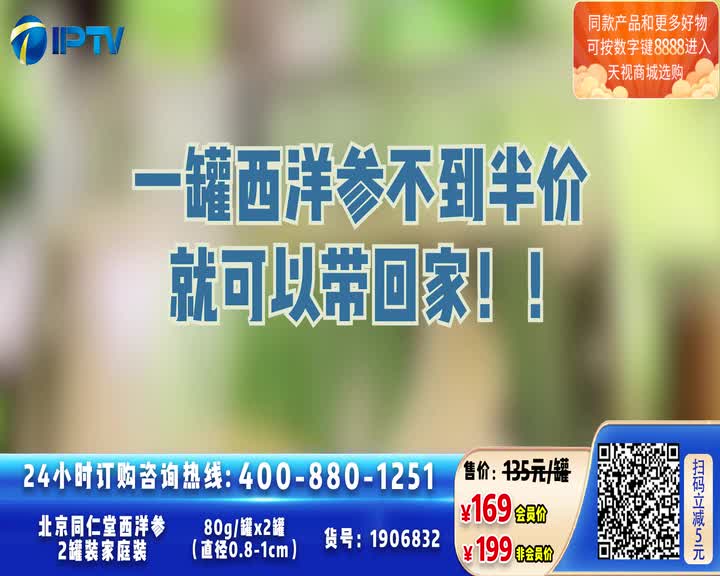 IPTV
同款产品和更多好物
可按数字键8888进入
天视商城选购
一罐西洋参不到半价
就可以带回家！！
24小时订购咨询热线:400-880-1251
北京同仁堂西洋参
2罐装家庭装
80g/罐x2罐
（直径0.8-1cm）
货号：1906832
售价：135元/罐
¥169会员价
¥199非会员价
扫码立减5元